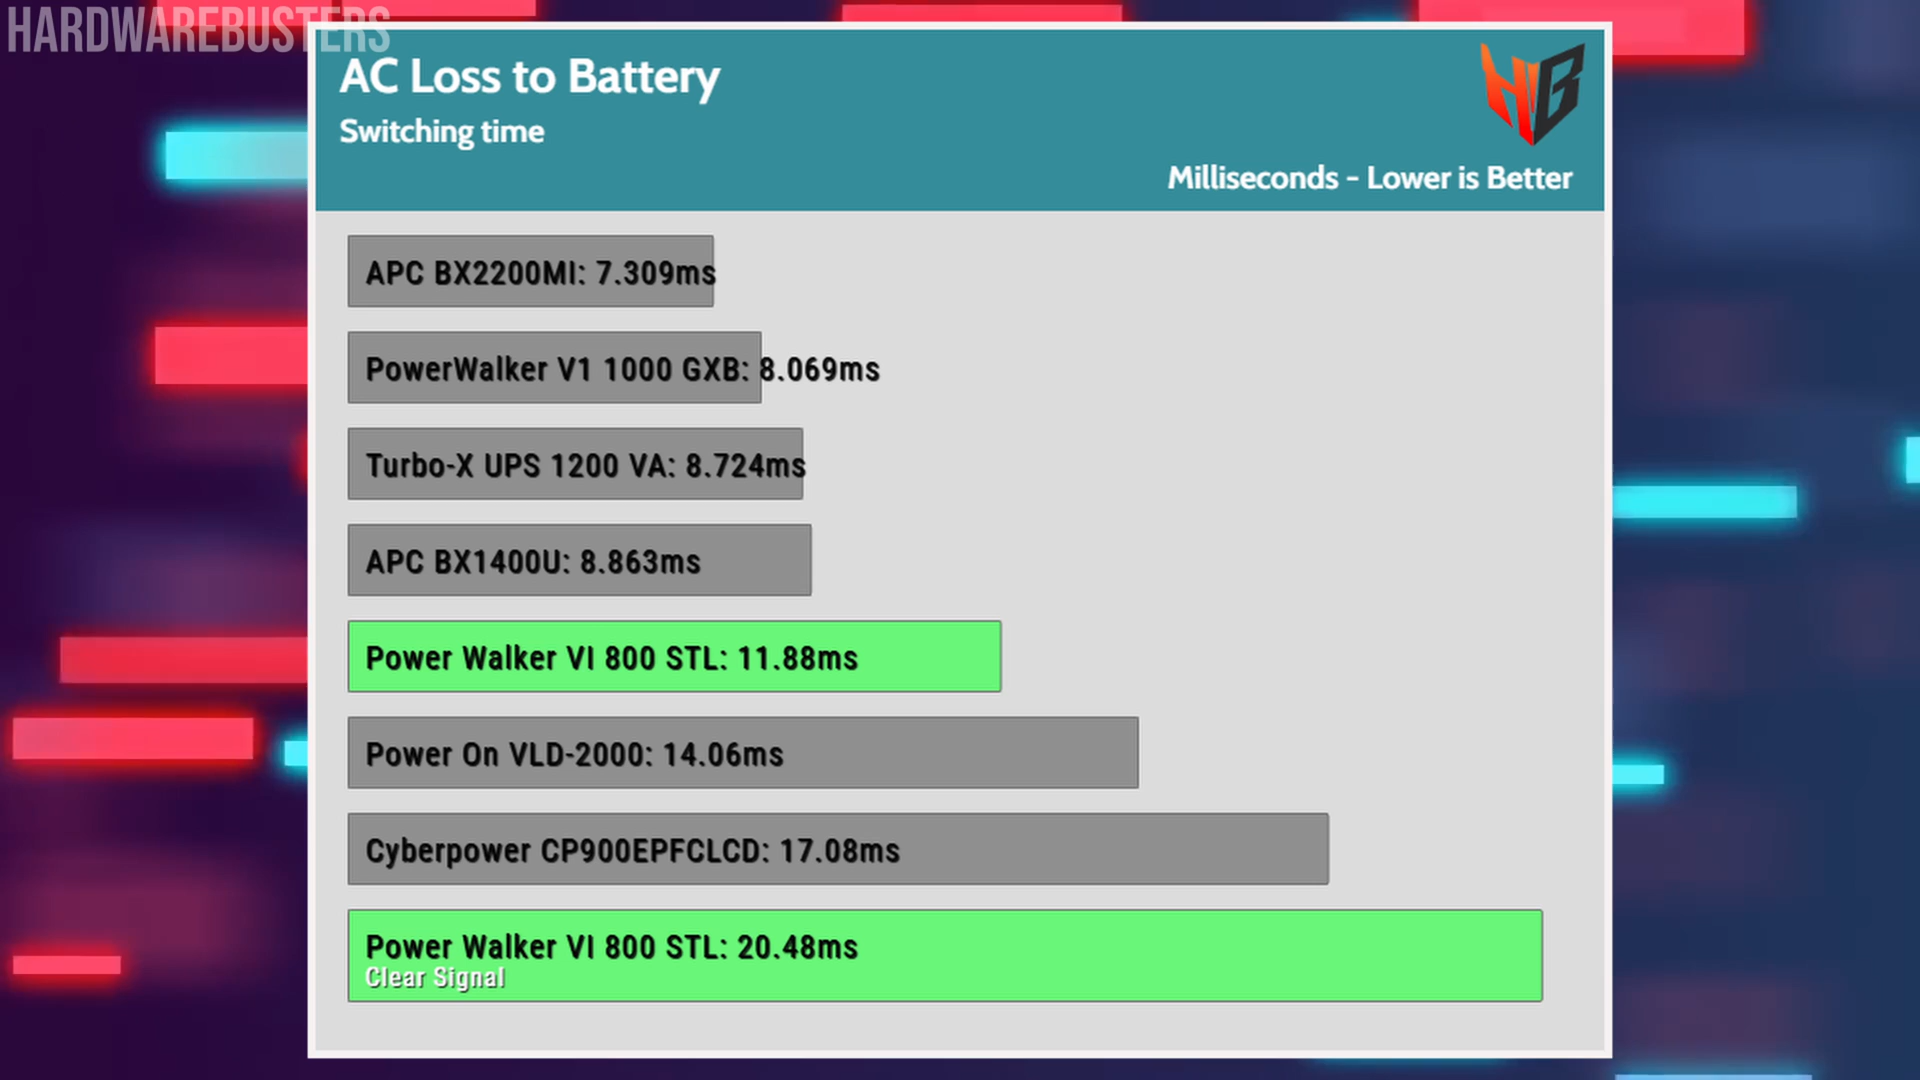 HARDWAREBUSTERS
AC Loss to Battery
Switching time
HB
Milliseconds - Lower is Better
APC BX2200MI: 7.309ms
PowerWalker V1 1000 GXB: 8.069ms
Turbo-X UPS 1200 VA: 8.724ms
APC BX1400U: 8.863ms
Power Walker VI 800 STL: 11.88ms
Power On VLD-2000: 14.06ms
Cyberpower CP900EPFCLCD: 17.08ms
Power Walker VI 800 STL: 20.48ms
Clear Signal